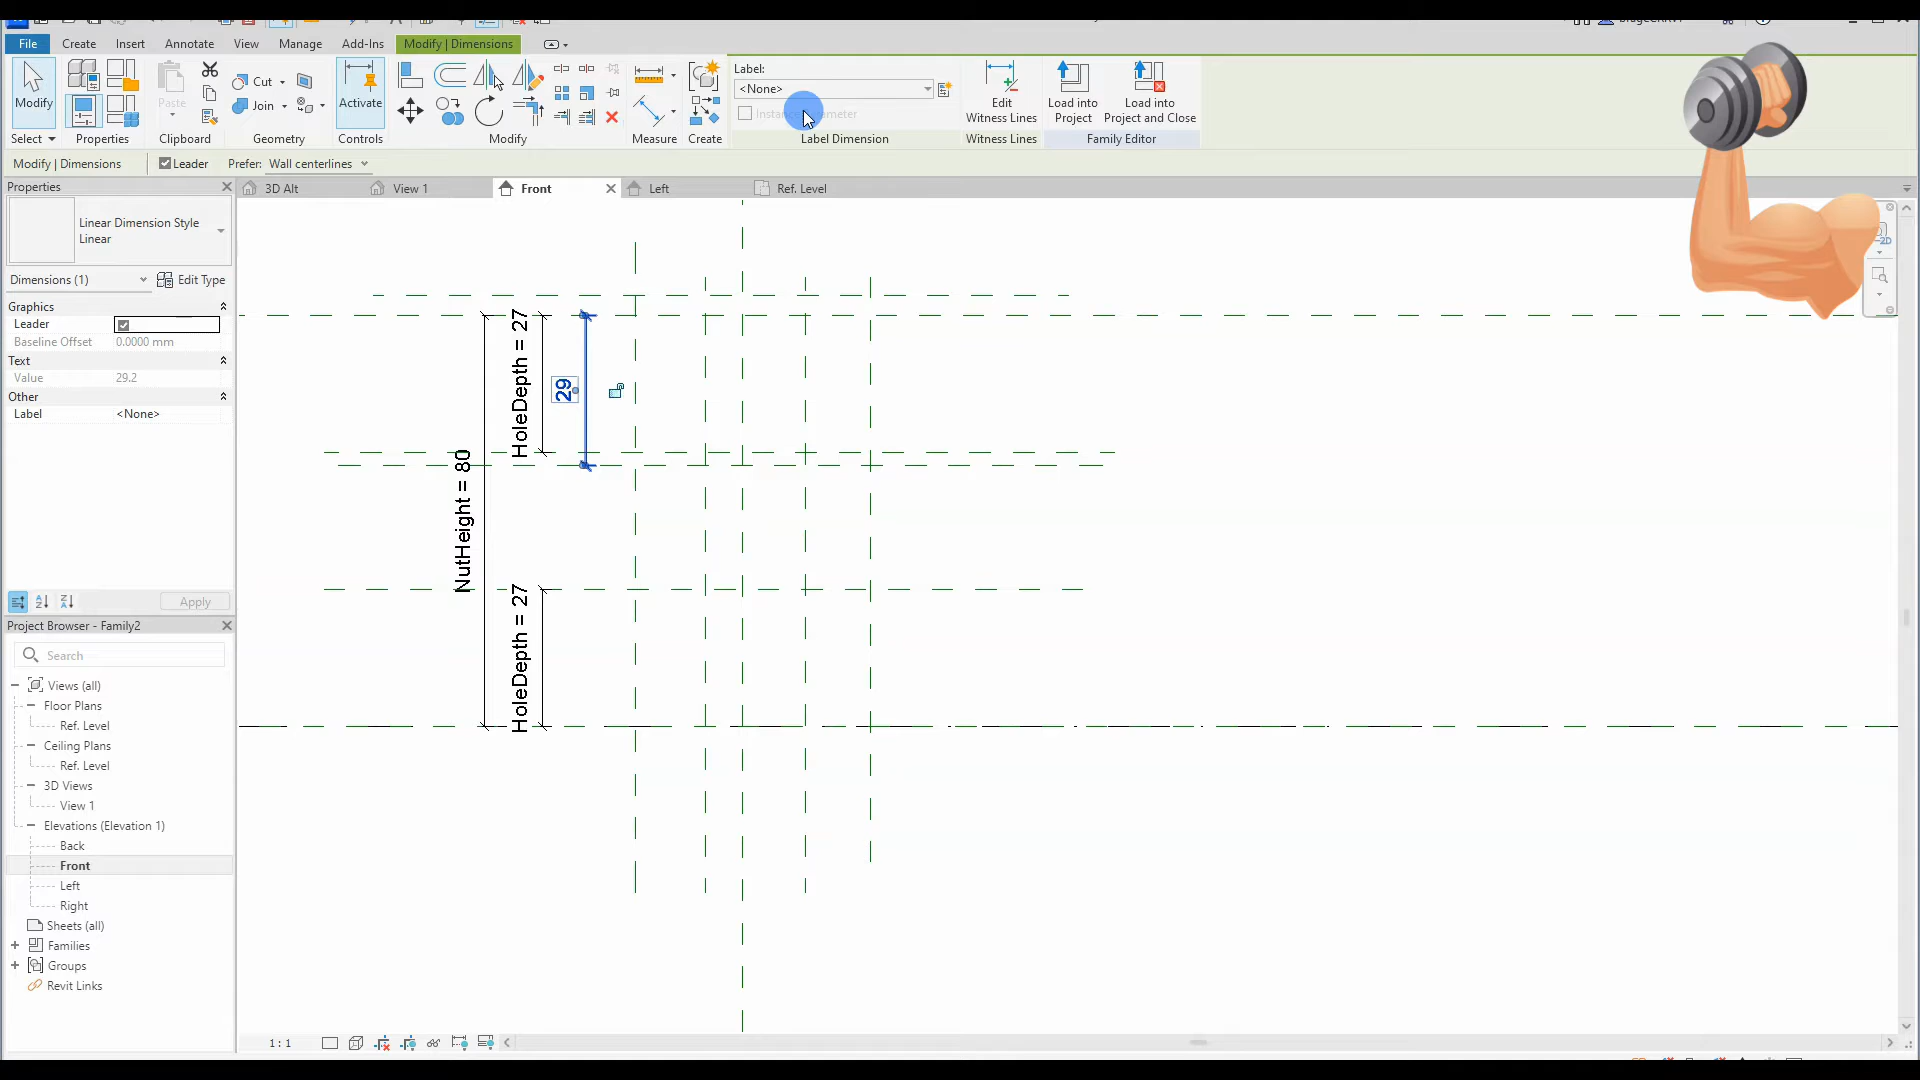 File
Create
Insert
Annotate
View
Manage
Add-Ins
Modify | Dimensions
Modify
Paste
Cut
Join
Activate
Label:
<None>
Edit
Witness Lines
Load into
Project
Load into
Project and Close
Select
Properties
Clipboard
Geometry
Controls
Modify
Measure
Create
Label Dimension
Witness Lines
Family Editor
Modify | Dimensions
Leader
Prefer:
Wall centerlines
Properties
3D Alt
View 1
Front
Left
Ref. Level
Linear Dimension Style
Linear
Dimensions (1)
Edit Type
Graphics
Leader
Baseline Offset
0.0000 mm
Text
Value
29.2
Other
Label
<None>
Apply
Project Browser - Family2
Search
Views (all)
Floor Plans
Ref. Level
Ceiling Plans
Ref. Level
3D Views
View 1
Elevations (Elevation 1)
Back
Front
Left
Right
Sheets (all)
Families
Groups
Revit Links
NutHeight = 80
HoleDepth = 27
29
HoleDepth = 27
1 : 1